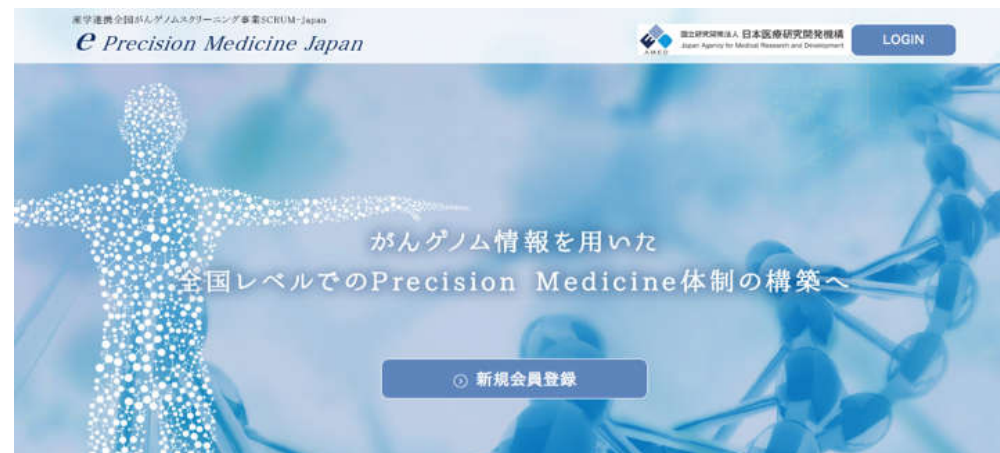 産学連携全国がんゲノムスクリーニング事業SCRUM-Japan
e Precision Medicine Japan
AMED
国立研究開発法人 日本医療研究開発機構
Japan Agency for Medical Research and Development
LOGIN
がんゲノム情報を用いた
全国レベルでのPrecision Medicine体制の構築へ
新規会員登録